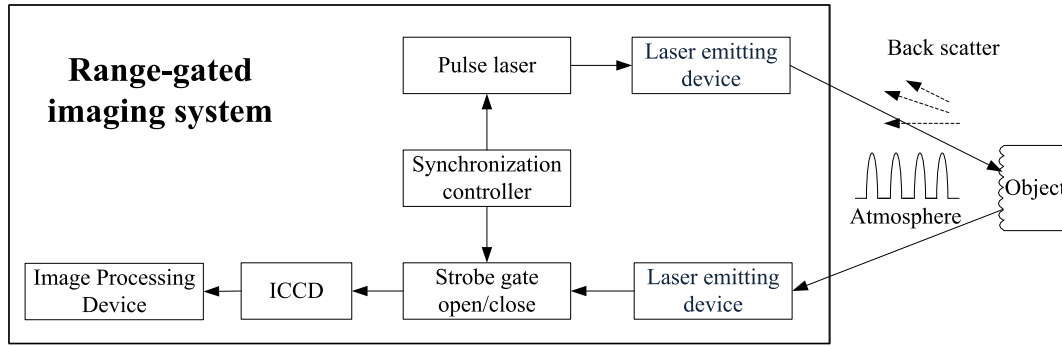 Range-gated
imaging system
Pulse laser
Laser emitting
device
Back scatter
Synchronization
controller
Object
Atmosphere
Image Processing
Device
ICCD
Strobe gate
open/close
Laser emitting
device